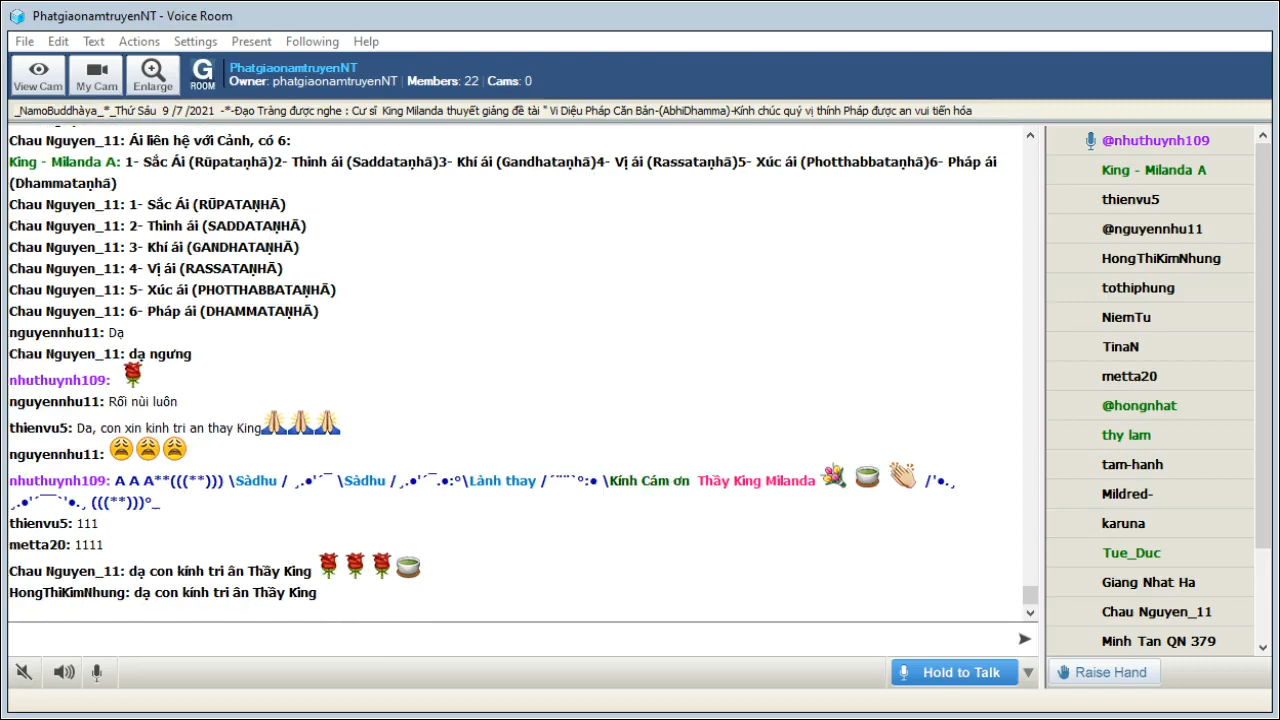 PhatgiaonamtruyenNT - Voice Room
File Edit Text Actions Settings Present Following Help
View Cam My Cam Enlarge G ROOM
PhatgiaonamtruyenNT
Owner: phatgiaonamtruyenNT Members: 22 Cams: 0
_NamoBuddhàya_*_Thứ Sáu 9 /7 /2021 -*-Đạo Tràng được nghe : Cư sĩ King Milanda thuyết giảng đề tài " Vi Diệu Pháp Căn Bản-(AbhiDhamma)-Kính chúc quý vị thính Pháp được an vui tiến hóa
Chau Nguyen_11: Ái liên hệ với Cảnh, có 6:
King - Milanda A: 1- Sắc Ái (Rūpataṇhā)2- Thinh ái (Saddataṇhā)3- Khí ái (Gandhataṇhā)4- Vị ái (Rassataṇhā)5- Xúc ái (Photthabbataṇhā)6- Pháp ái
(Dhammataṇhā)
Chau Nguyen_11: 1- Sắc Ái (RŪPATAṆHĀ)
Chau Nguyen_11: 2- Thinh ái (SADDATAṆHĀ)
Chau Nguyen_11: 3- Khí ái (GANDHATAṆHĀ)
Chau Nguyen_11: 4- Vị ái (RASSATAṆHĀ)
Chau Nguyen_11: 5- Xúc ái (PHOTTHABBATAṆHĀ)
Chau Nguyen_11: 6- Pháp ái (DHAMMATAṆHĀ)
nguyennhu11: Dạ
Chau Nguyen_11: dạ ngưng
nhuthuynh109:
nguyennhu11: Rối nùi luôn
thienvu5: Da, con xin kinh tri an thay King
nguyennhu11:
nhuthuynh109: A A A**(((**))) \Sàdhu / ¸.•'´¯ \Sàdhu /¸.•'´¯.•:°\Lành thay /´¨¨`°:• \Kính Cám ơn Thầy King Milanda /'•.¸
¸.•'´¯¯`'•.¸ (((**)))°_
thienvu5: 111
metta20: 1111
Chau Nguyen_11: dạ con kính tri ân Thầy King
HongThiKimNhung: dạ con kính tri ân Thầy King
@nhuthuynh109
King - Milanda A
thienvu5
@nguyennhu11
HongThiKimNhung
tothiphung
NiemTu
TinaN
metta20
@hongnhat
thy lam
tam-hanh
Mildred-
karuna
Tue_Duc
Giang Nhat Ha
Chau Nguyen_11
Minh Tan QN 379
Hold to Talk
Raise Hand